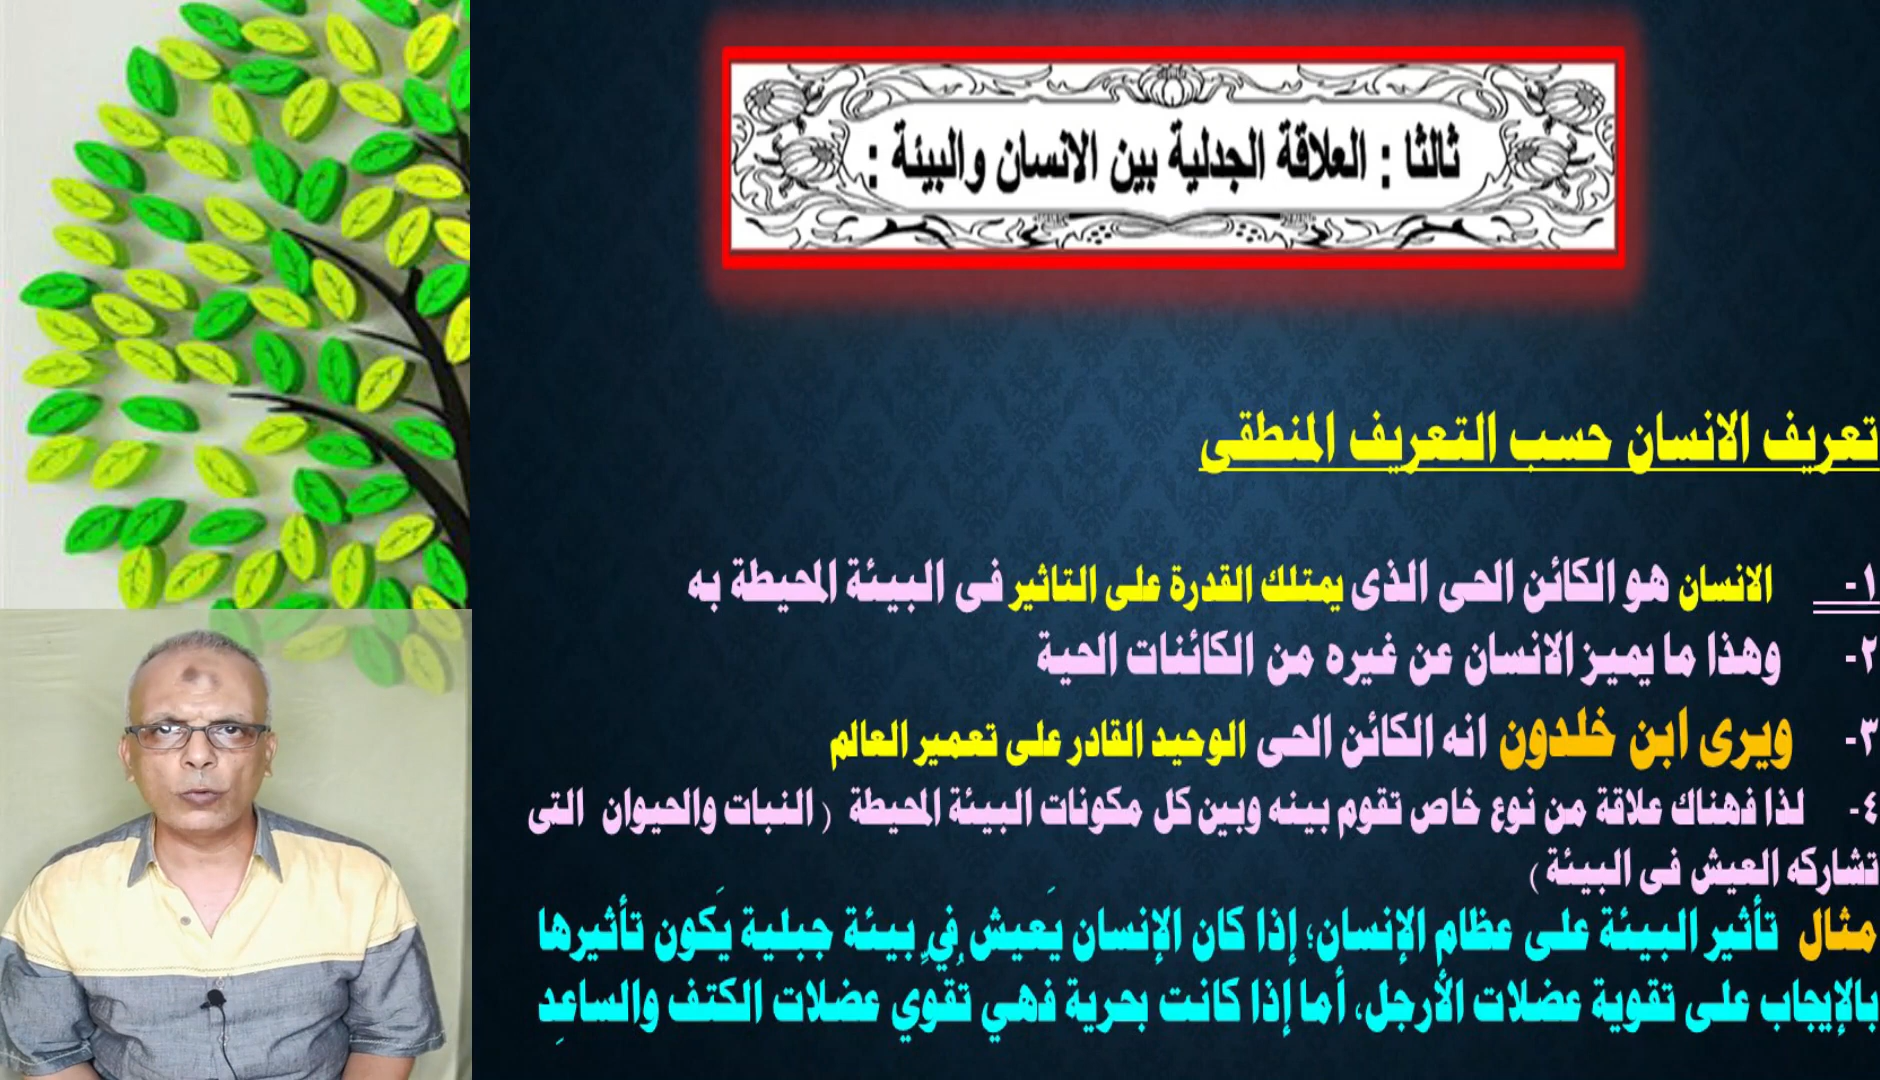 ثالثا : العلاقة الجدلية بين الانسان والبيئة :
تعريف الانسان حسب التعريف المنطقى
١- الانسان هو الكائن الحى الذى يمتلك القدرة على التاثير فى البيئة المحيطة به
٢- وهذا ما يميز الانسان عن غيره من الكائنات الحية
٣- ويرى ابن خلدون انه الكائن الحى الوحيد القادر على تعمير العالم
٤- لذا فهناك علاقة من نوع خاص تقوم بينه وبين كل مكونات البيئة المحيطة ( النبات والحيوان التى
تشاركه العيش فى البيئة )
مثال تأثير البيئة على عظام الإنسان؛ إذا كان الإنسان يَعيش فِي بيئة جبلية يَكون تأثيرها
بالإيجاب على تقوية عضلات الأرجل، أما إذا كانت بحرية فهي تقوي عضلات الكتف والساعِد